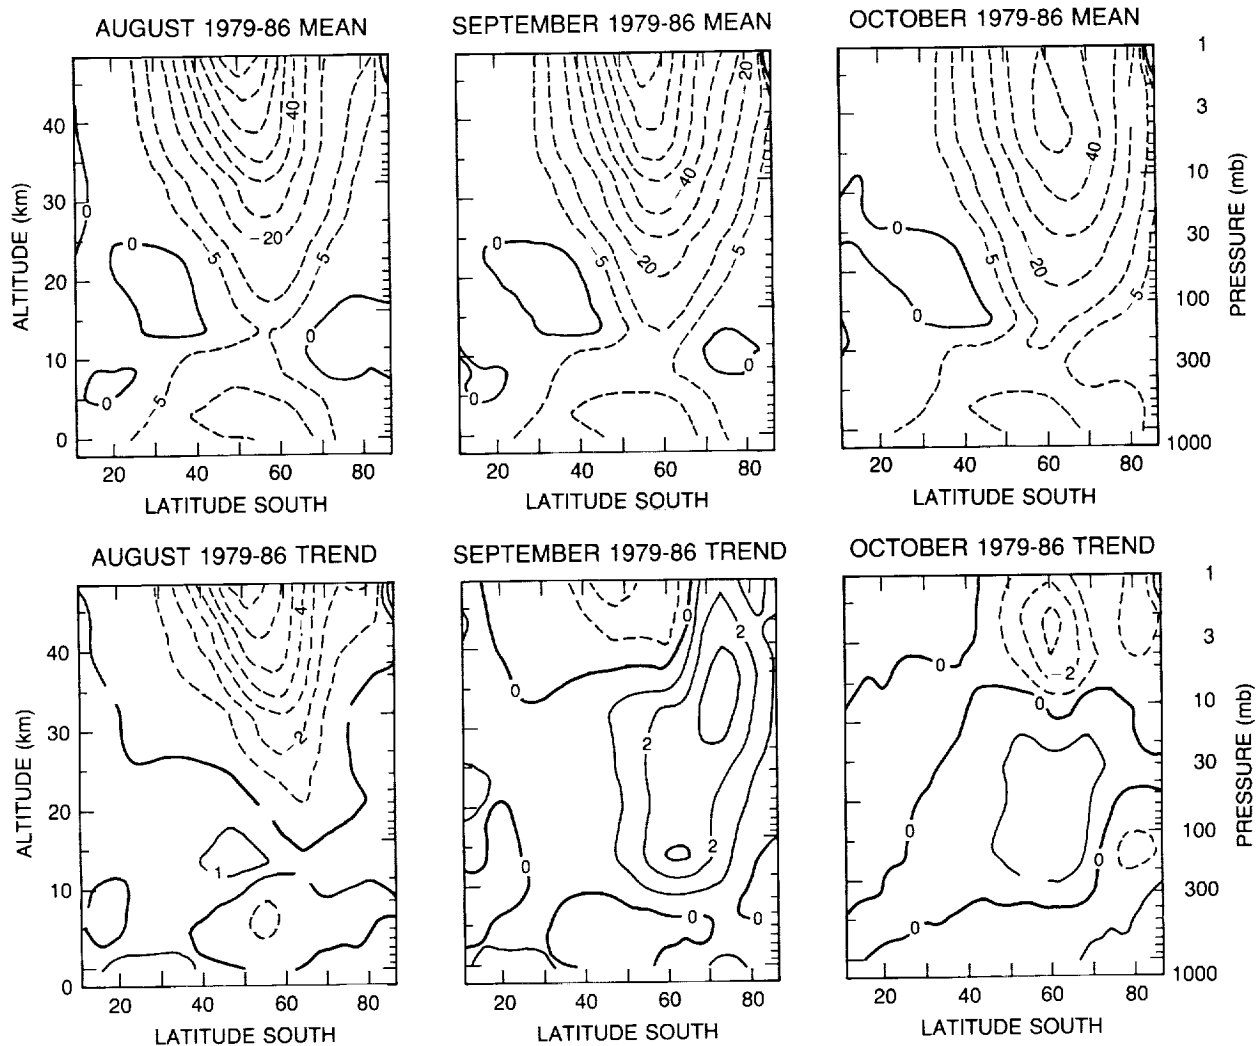 AUGUST 1979-86 MEAN
SEPTEMBER 1979-86 MEAN
OCTOBER 1979-86 MEAN
ALTITUDE (km)
40
30
20
10
0
0
0
0
0
5
5
5
-20
40
20 40 60 80
LATITUDE SOUTH
0
0
0
5
5
20
40
20
20 40 60 80
LATITUDE SOUTH
0
0
5
20
40
5
20 40 60 80
LATITUDE SOUTH
1
3
10
30
100
300
1000
PRESSURE (mb)
AUGUST 1979-86 TREND
SEPTEMBER 1979-86 TREND
OCTOBER 1979-86 TREND
ALTITUDE (km)
40
30
20
10
0
4
2
1
20 40 60 80
LATITUDE SOUTH
0
0
2
2
2
0
0
0
20 40 60 80
LATITUDE SOUTH
0
-2
0
0
0
0
20 40 60 80
LATITUDE SOUTH
1
3
10
30
100
300
1000
PRESSURE (mb)